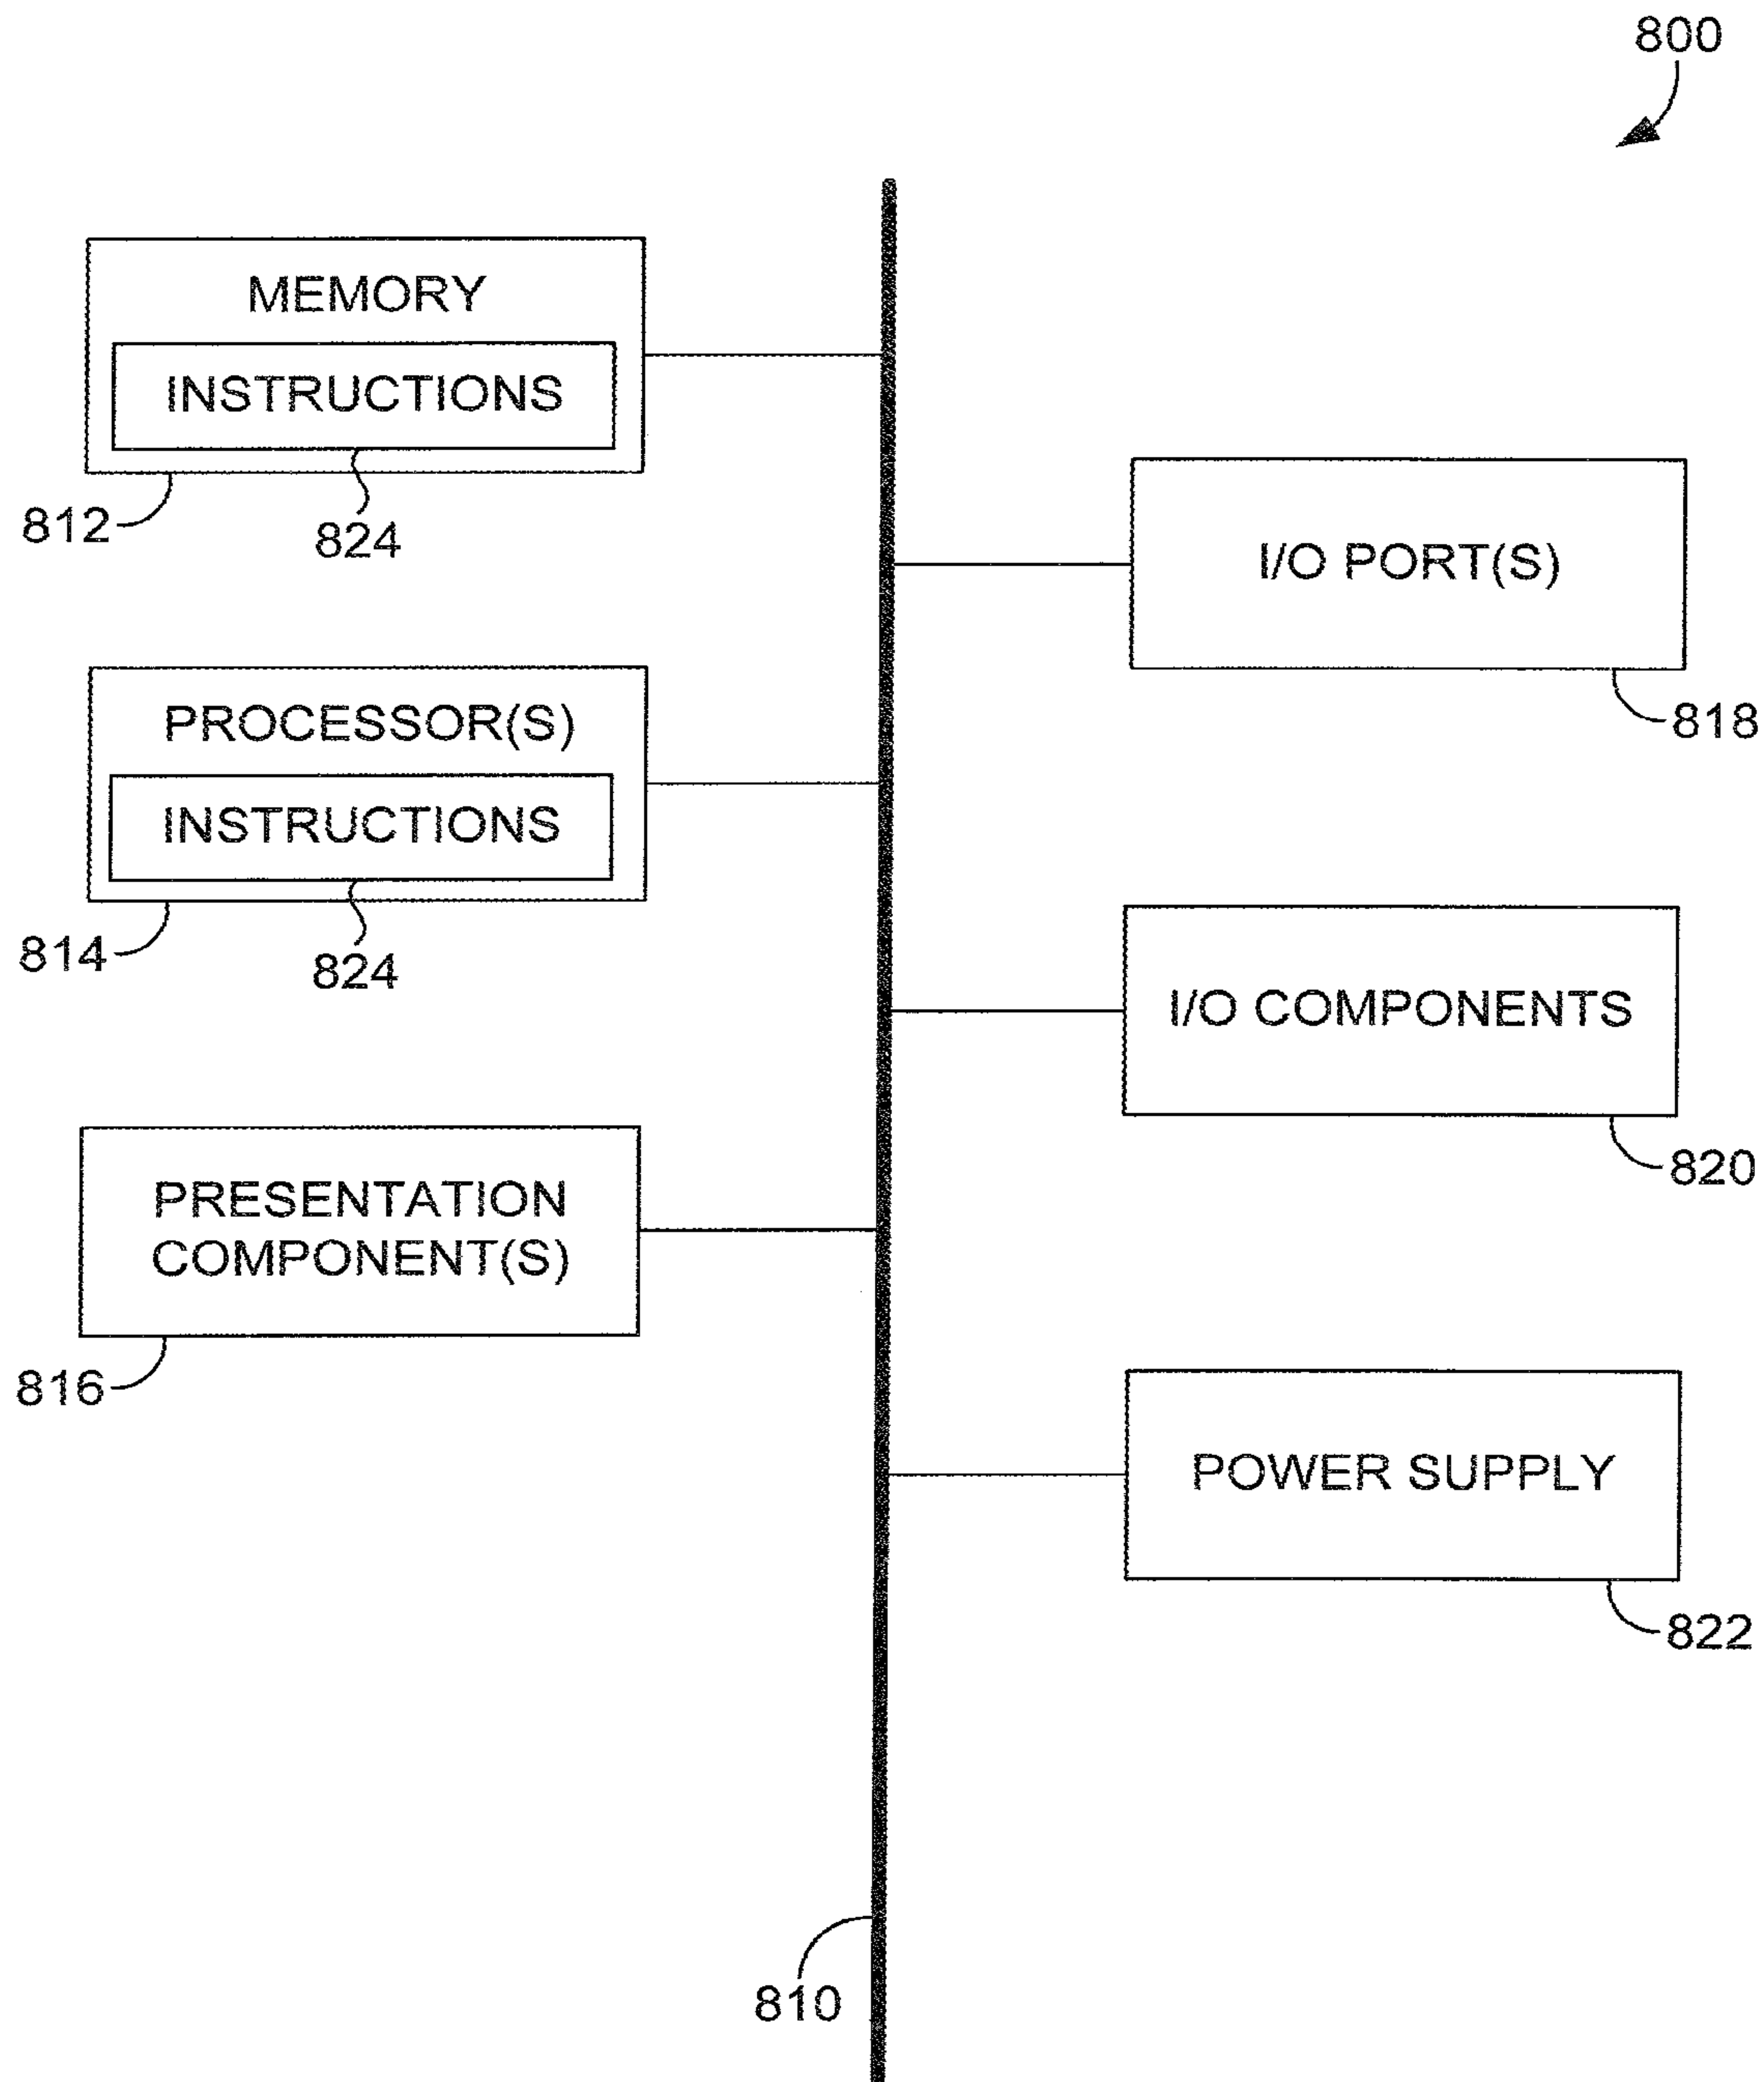 800
MEMORY
INSTRUCTIONS
812
824
I/O PORT(S)
818
PROCESSOR(S)
INSTRUCTIONS
814
824
I/O COMPONENTS
820
PRESENTATION
COMPONENT(S)
816
POWER SUPPLY
822
810